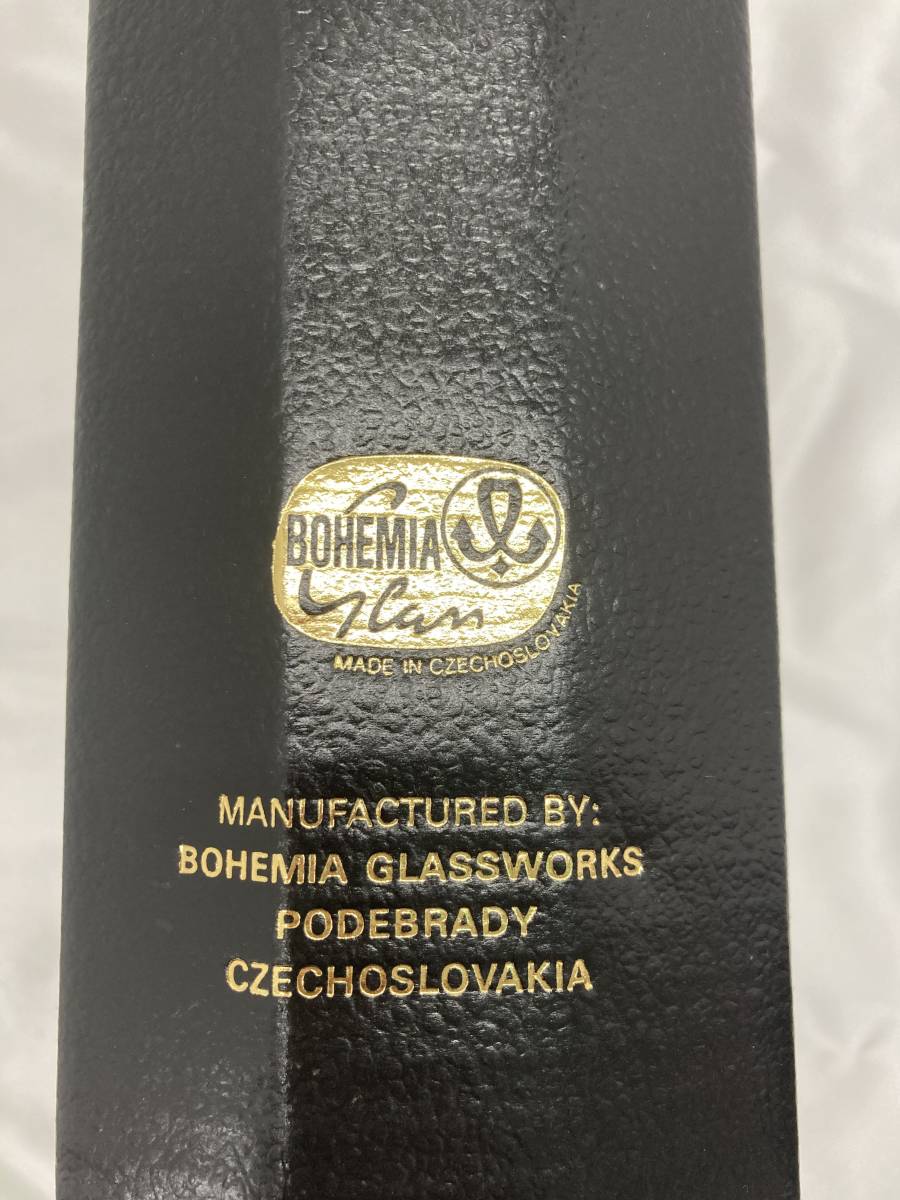 BOHEMIA
Glass
MADE IN CZECHOSLOVAKIA
MANUFACTURED BY:
BOHEMIA GLASSWORKS
PODEBRADY
CZECHOSLOVAKIA